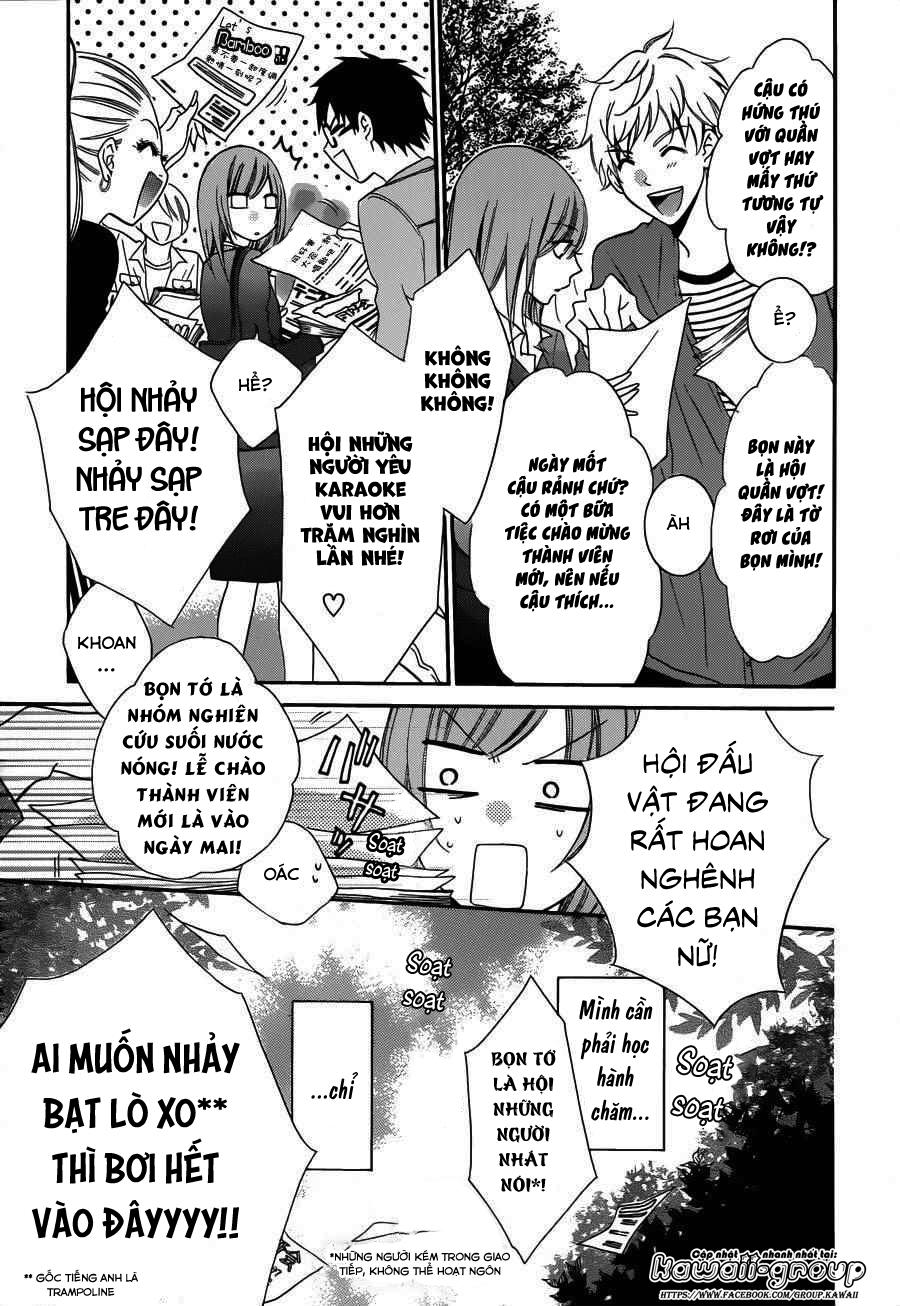 CẬU CÓ
HỨNG THÚ
VỚI QUẦN
VỢT HAY
MẤY THỨ
TƯƠNG TỰ
VẬY
KHÔNG!?
Ể?
BỌN NÀY
LÀ HỘI
QUẦN VỢT!
ĐÂY LÀ TỜ
RƠI CỦA
BỌN MÌNH!
ÀH
NGÀY MỐT
CẬU RẢNH CHỨ?
CÓ MỘT BỮA
TIỆC CHÀO MỪNG
THÀNH VIÊN
MỚI, NÊN NẾU
CẬU THÍCH...
Let's
Bamboo
KHÔNG
KHÔNG
KHÔNG!
HỘI NHỮNG
NGƯỜI YÊU
KARAOKE
VUI HƠN
TRĂM NGHÌN
LẦN NHÉ!
♡
HỂ?
HỘI NHẢY
SẠP ĐÂY!
NHẢY SẠP
TRE ĐÂY!
KHOAN
...
HỘI ĐẤU
VẬT ĐANG
RẤT HOAN
NGHÊNH
CÁC BẠN
NỮ!
Soạt
soạt
BỌN TỚ LÀ
NHÓM NGHIÊN
CỨU SUỐI NƯỚC
NÓNG! LỄ CHÀO
THÀNH VIÊN
MỚI LÀ VÀO
NGÀY MAI!
OÁC
Soạt
soạt
Mình cần
phải học
hành
chăm...
Soạt
soạt
BỌN TỚ
LÀ HỘI
NHỮNG
NGƯỜI
NHÁT
NÓI*!
...chỉ
AI MUỐN NHẢY
BẠT LÒ XO**
THÌ BƠI HẾT
VÀO ĐÂYYYY!!
*NHỮNG NGƯỜI KÉM TRONG GIAO
TIẾP, KHÔNG THỂ HOẠT NGÔN
** GỐC TIẾNG ANH LÀ
TRAMPOLINE
Cập nhật nhanh nhất tại:
kawaii-group
HTTPS://WWW.FACEBOOK.COM/GROUP.KAWAII